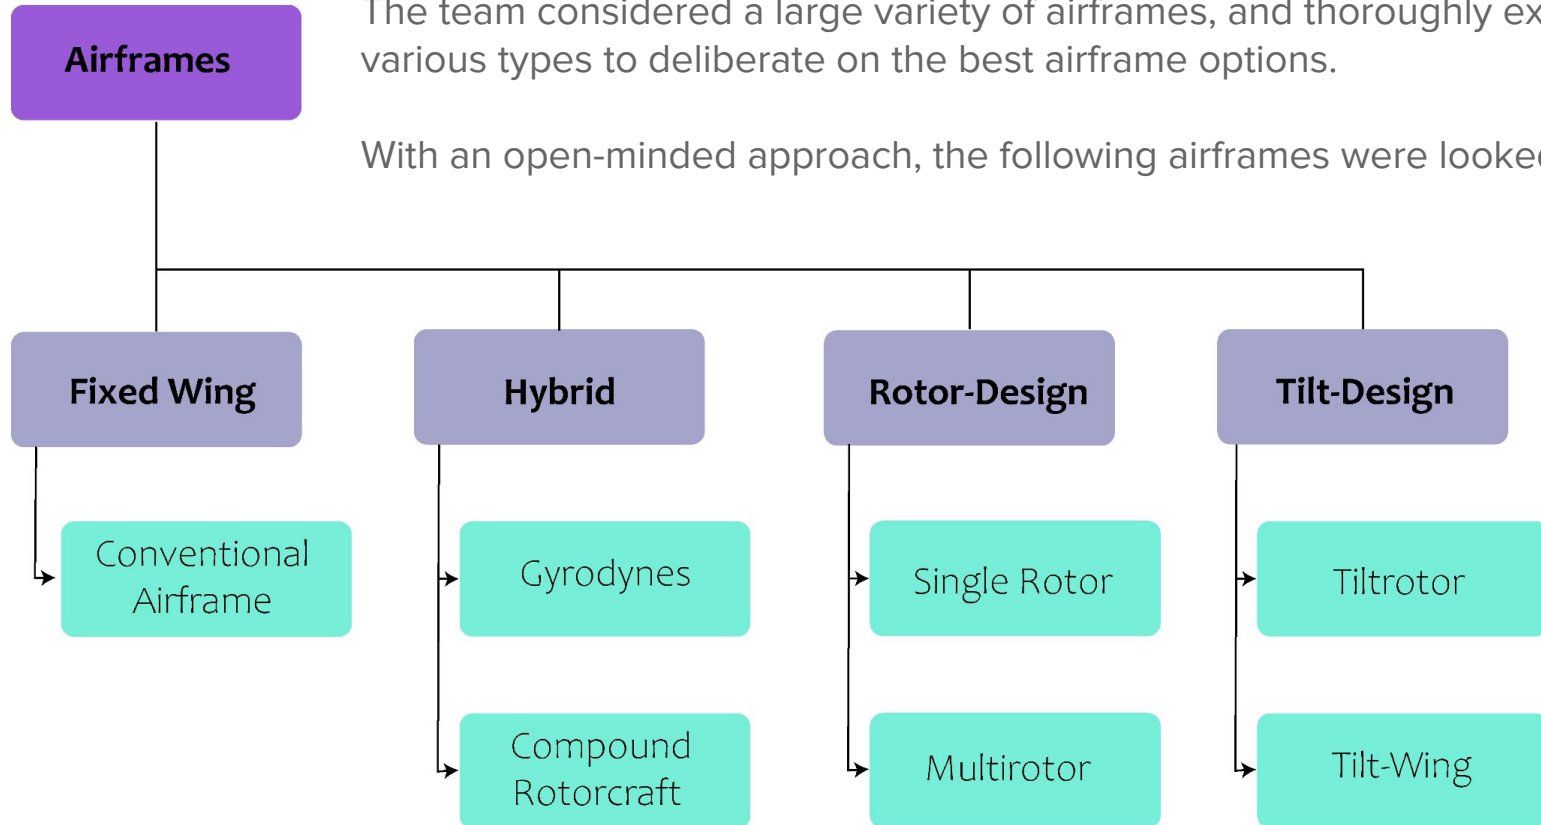 The team considered a large variety of airframes, and thoroughly ex
various types to deliberate on the best airframe options.
With an open-minded approach, the following airframes were looked
Airframes
Fixed Wing
Hybrid
Rotor-Design
Tilt-Design
Conventional
Airframe
Gyrodynes
Single Rotor
Tiltrotor
Compound
Rotorcraft
Multirotor
Tilt-Wing